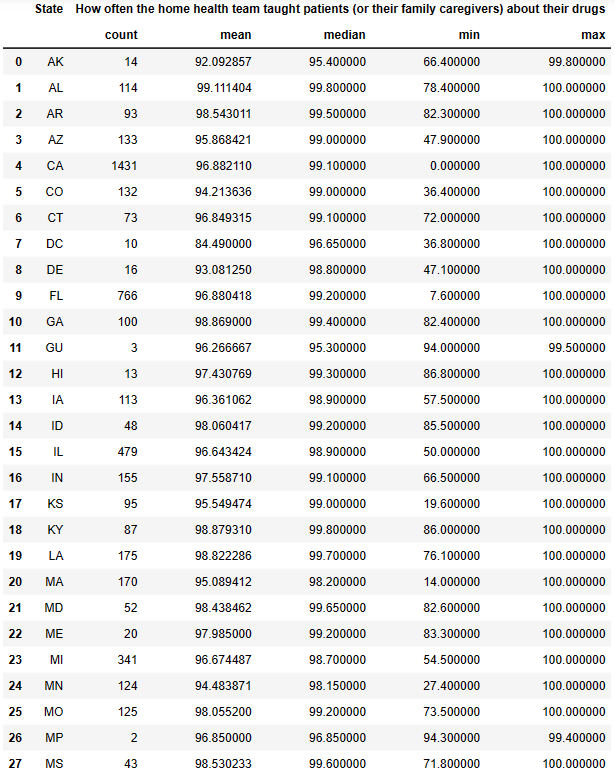 State How often the home health team taught patients (or their family caregivers) about their drugs
count mean median min max
0 AK 14 92.092857 95.400000 66.400000 99.800000
1 AL 114 99.111404 99.800000 78.400000 100.000000
2 AR 93 98.543011 99.500000 82.300000 100.000000
3 AZ 133 95.868421 99.000000 47.900000 100.000000
4 CA 1431 96.882110 99.100000 0.000000 100.000000
5 CO 132 94.213636 99.000000 36.400000 100.000000
6 CT 73 96.849315 99.100000 72.000000 100.000000
7 DC 10 84.490000 96.650000 36.800000 100.000000
8 DE 16 93.081250 98.800000 47.100000 100.000000
9 FL 766 96.880418 99.200000 7.600000 100.000000
10 GA 100 98.869000 99.400000 82.400000 100.000000
11 GU 3 96.266667 95.300000 94.000000 99.500000
12 HI 13 97.430769 99.300000 86.800000 100.000000
13 IA 113 96.361062 98.900000 57.500000 100.000000
14 ID 48 98.060417 99.200000 85.500000 100.000000
15 IL 479 96.643424 98.900000 50.000000 100.000000
16 IN 155 97.558710 99.100000 66.500000 100.000000
17 KS 95 95.549474 99.000000 19.600000 100.000000
18 KY 87 98.879310 99.800000 86.000000 100.000000
19 LA 175 98.822286 99.700000 76.100000 100.000000
20 MA 170 95.089412 98.200000 14.000000 100.000000
21 MD 52 98.438462 99.650000 82.600000 100.000000
22 ME 20 97.985000 99.200000 83.300000 100.000000
23 MI 341 96.674487 98.700000 54.500000 100.000000
24 MN 124 94.483871 98.150000 27.400000 100.000000
25 MO 125 98.055200 99.200000 73.500000 100.000000
26 MP 2 96.850000 96.850000 94.300000 99.400000
27 MS 43 98.530233 99.600000 71.800000 100.000000